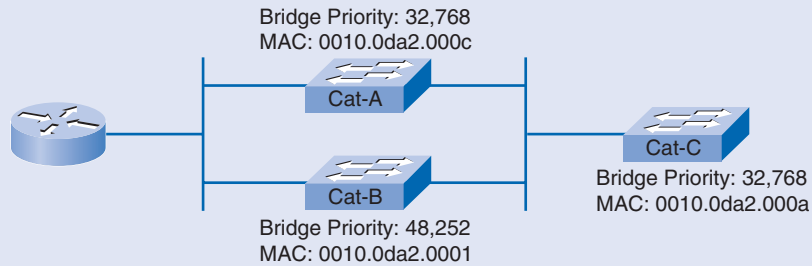 Bridge Priority: 32,768
MAC: 0010.0da2.000c
Cat-A
Cat-C
Bridge Priority: 32,768
MAC: 0010.0da2.000a
Cat-B
Bridge Priority: 48,252
MAC: 0010.0da2.0001